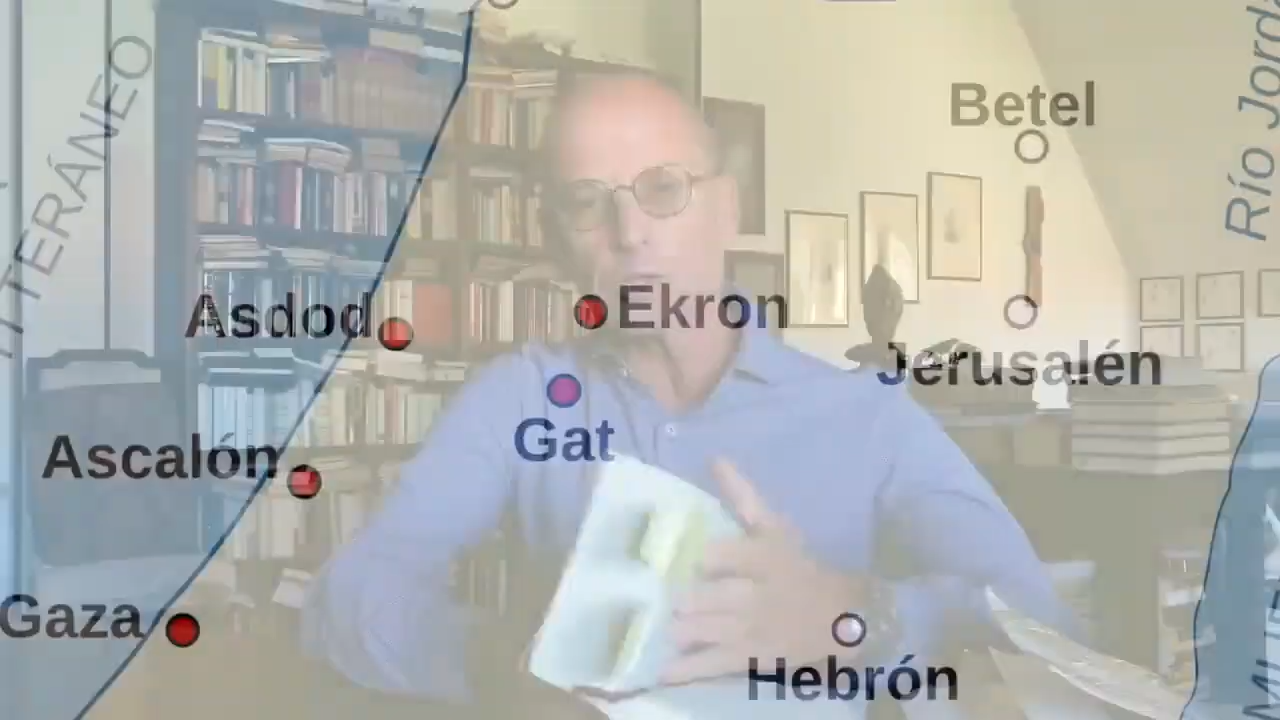 Betel
Río Jord
ITERÁNEO
Asdod
Ekron
Jerusalén
Gat
Ascalón
Gaza
Hebrón